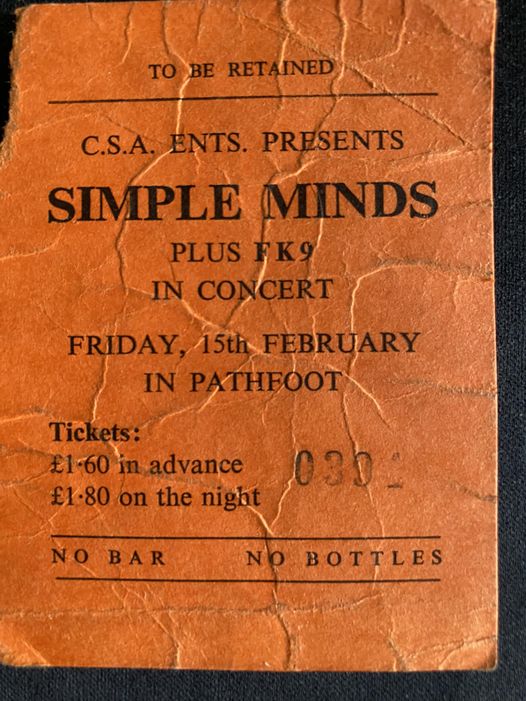 TO BE RETAINED
C.S.A. ENTS. PRESENTS
SIMPLE MINDS
PLUS FK9
IN CONCERT
FRIDAY, 15th FEBRUARY
IN PATHFOOT
Tickets:
£1·60 in advance
£1·80 on the night
NO BAR NO BOTTLES